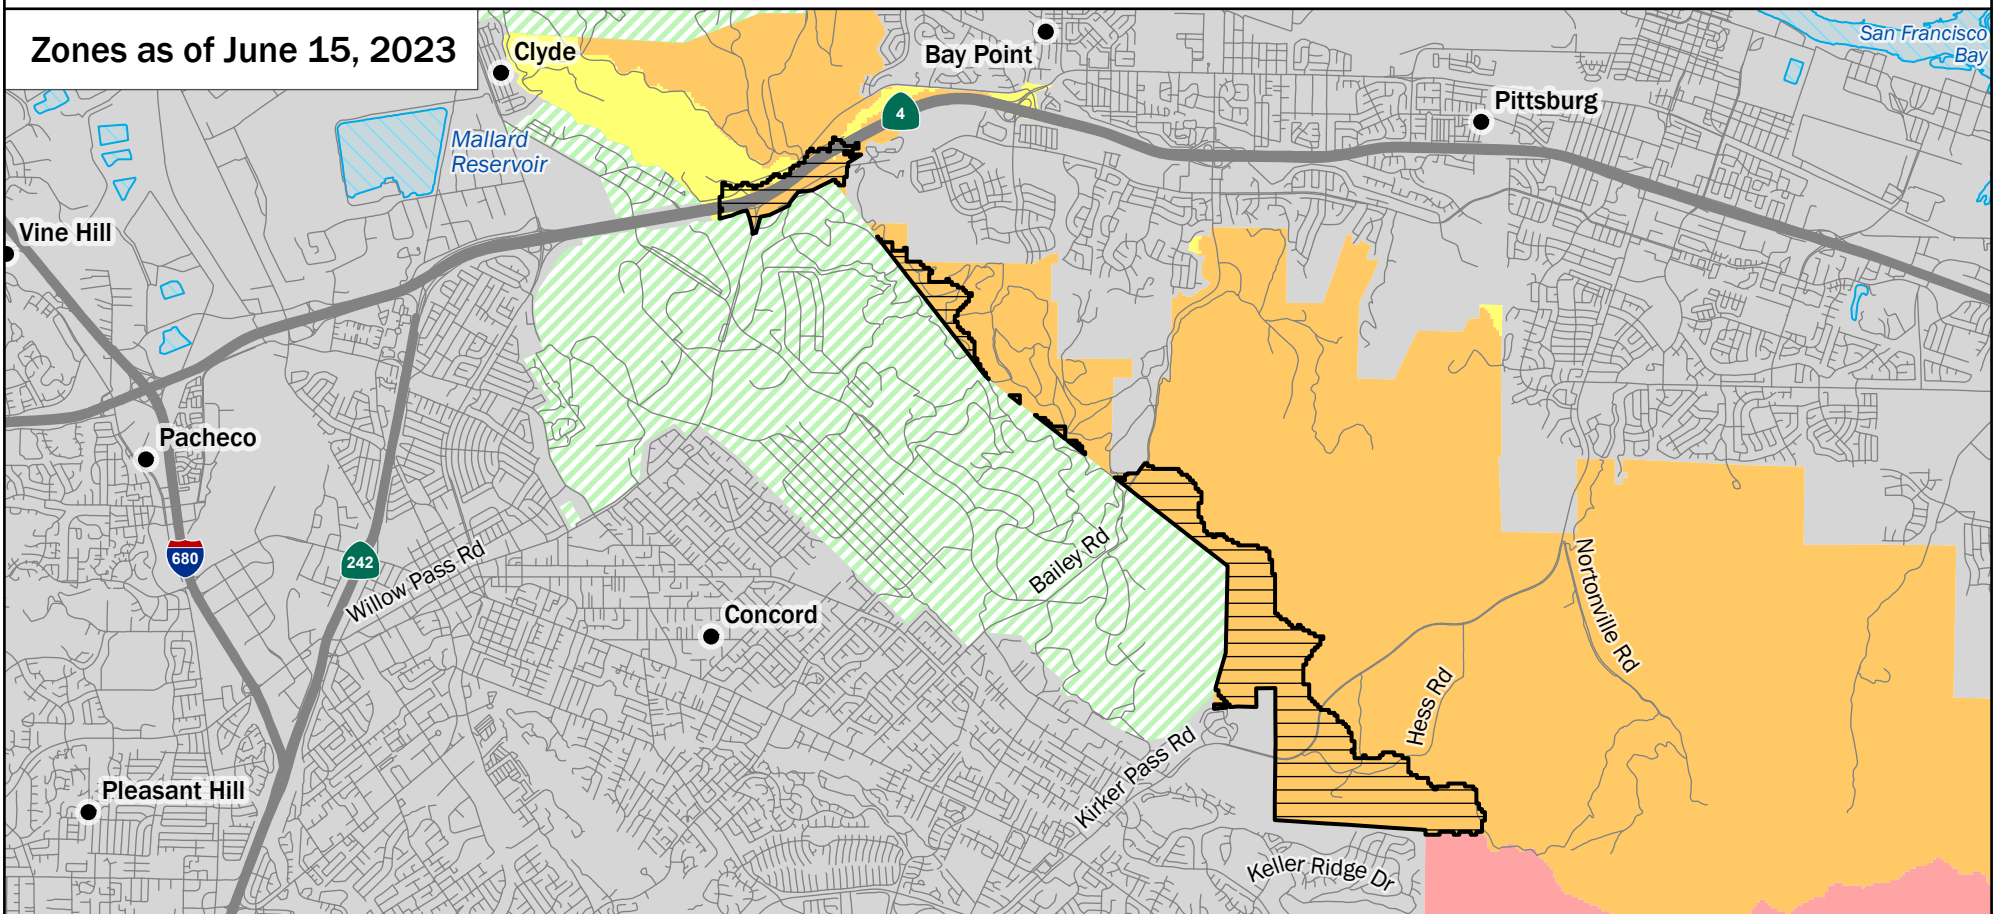 Zones as of June 15, 2023
Clyde
Bay Point
San Francisco
Bay
4
Pittsburg
Mallard
Reservoir
Vine Hill
Pacheco
680
242
Willow Pass Rd
Bailey Rd
Nortonville Rd
Concord
Hess Rd
Kirker Pass Rd
Pleasant Hill
Keller Ridge Dr